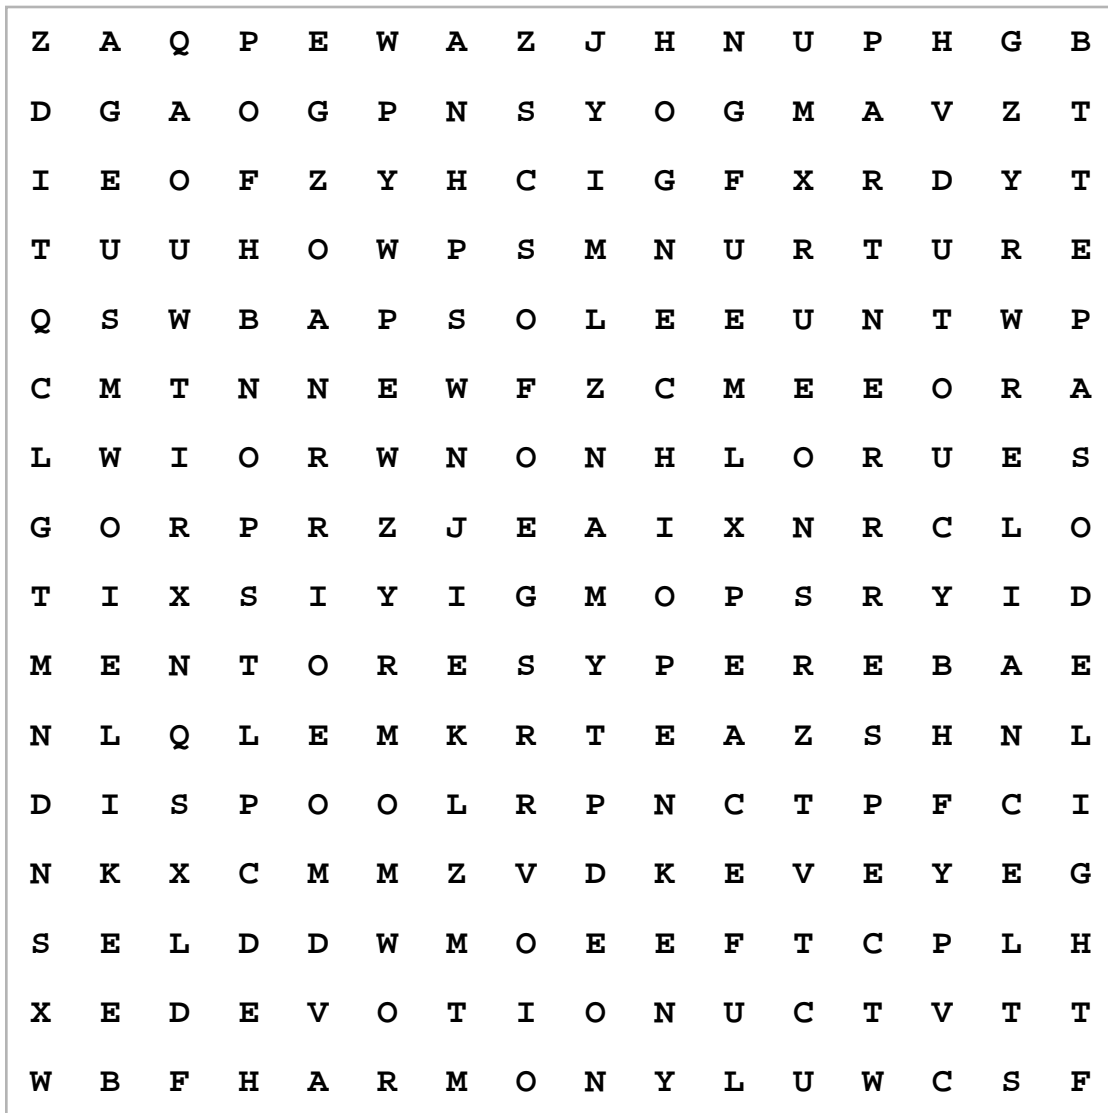 Z A Q P E W A Z J H N U P H G B
D G A O G P N S Y O G M A V Z T
I E O F Z Y H C I G F X R D Y T
T U U H O W P S M N U R T U R E
Q S W B A P S O L E E U N T W P
C M T N N E W F Z C M E E O R A
L W I O R W N O N H L O R U E S
G O R P R Z J E A I X N R C L O
T I X S I Y I G M O P S R Y I D
M E N T O R E S Y P E R E B A E
N L Q L E M K R T E A Z S H N L
D I S P O O L R P N C T P F C I
N K X C M M Z V D K E V E Y E G
S E L D D W M O E E F T C P L H
X E D E V O T I O N U C T V T T
W B F H A R M O N Y L U W C S F